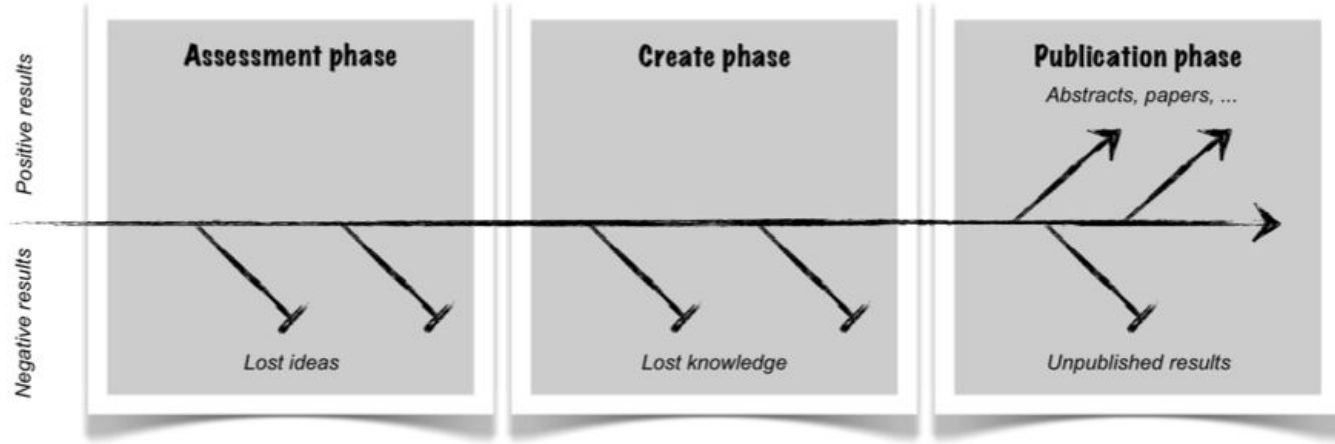 Positive results
Negative results
Assessment phase
Lost ideas
Create phase
Lost knowledge
Publication phase
Abstracts, papers, ...
Unpublished results